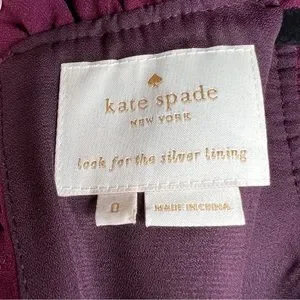 kate spade
NEW YORK
look for the silver lining
0
MADE IN CHINA